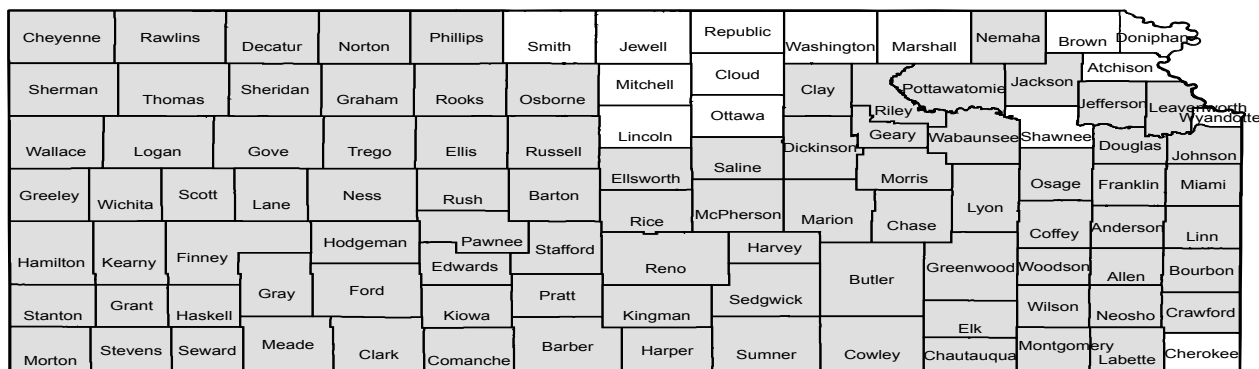 Cheyenne Rawlins Decatur Norton Phillips Smith Jewell Republic Washington Marshall Nemaha Brown Doniphan
Sherman Thomas Sheridan Graham Rooks Osborne Mitchell Cloud Clay Riley Pottawatomie Jackson Atchison
Jefferson Leavenworth Wyandotte
Wallace Logan Gove Trego Ellis Russell Lincoln Ottawa Dickinson Geary Wabaunsee Shawnee Douglas Johnson
Greeley Wichita Scott Lane Ness Rush Barton Ellsworth Saline Morris Osage Franklin Miami
Rice McPherson Marion Chase Lyon
Hamilton Kearny Finney Hodgeman Pawnee Stafford Reno Harvey Butler Greenwood Coffey Anderson Linn
Edwards Woodson Allen Bourbon
Stanton Grant Haskell Gray Ford Kiowa Pratt Kingman Sedgwick Elk Wilson Neosho Crawford
Morton Stevens Seward Meade Clark Comanche Barber Harper Sumner Cowley Chautauqua Montgomery Labette Cherokee